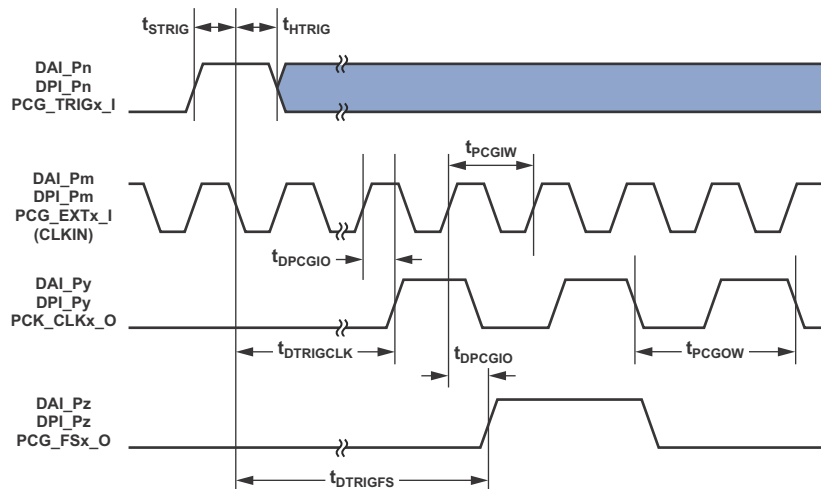 tSTRIG
tHTRIG
DAI_Pn
DPI_Pn
PCG_TRIGx_I
tPCGIW
DAI_Pm
DPI_Pm
PCG_EXTx_I
(CLKIN)
tDPCGIO
DAI_Py
DPI_Py
PCK_CLKx_O
tDTRIGCLK
tDPCGIO
tPCGOW
DAI_Pz
DPI_Pz
PCG_FSx_O
tDTRIGFS